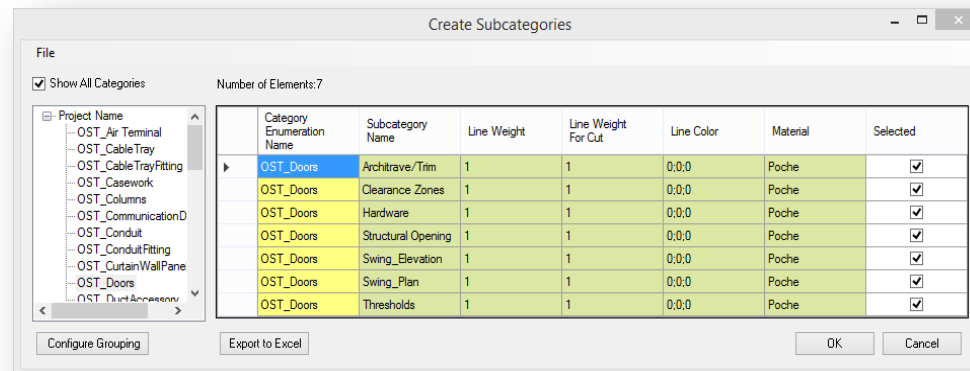 Create Subcategories
File
Show All Categories
Number of Elements:7
Project Name
OST_Air Terminal
OST_CableTray
OST_CableTrayFitting
OST_Casework
OST_Columns
OST_CommunicationD
OST_Conduit
OST_ConduitFitting
OST_CurtainWallPane
OST_Doors
OST_DuctAccessory
Category Enumeration Name Subcategory Name Line Weight Line Weight For Cut Line Color Material Selected
OST_Doors Architrave/Trim 1 1 0;0;0 Poche
OST_Doors Clearance Zones 1 1 0;0;0 Poche
OST_Doors Hardware 1 1 0;0;0 Poche
OST_Doors Structural Opening 1 1 0;0;0 Poche
OST_Doors Swing_Elevation 1 1 0;0;0 Poche
OST_Doors Swing_Plan 1 1 0;0;0 Poche
OST_Doors Thresholds 1 1 0;0;0 Poche
Configure Grouping
Export to Excel
OK
Cancel